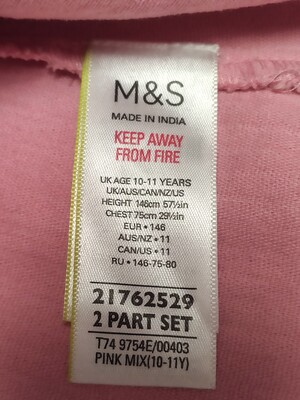 M&S
MADE IN INDIA
KEEP AWAY
FROM FIRE
UK AGE 10-11 YEARS
UK/AUS/CAN/NZ/US
HEIGHT 146cm 57½in
CHEST 75cm 29½in
EUR • 146
AUS/NZ • 11
CAN/US • 11
RU • 146-75-80
21762529
2 PART SET
T74 9754E/00403
PINK MIX(10-11Y)